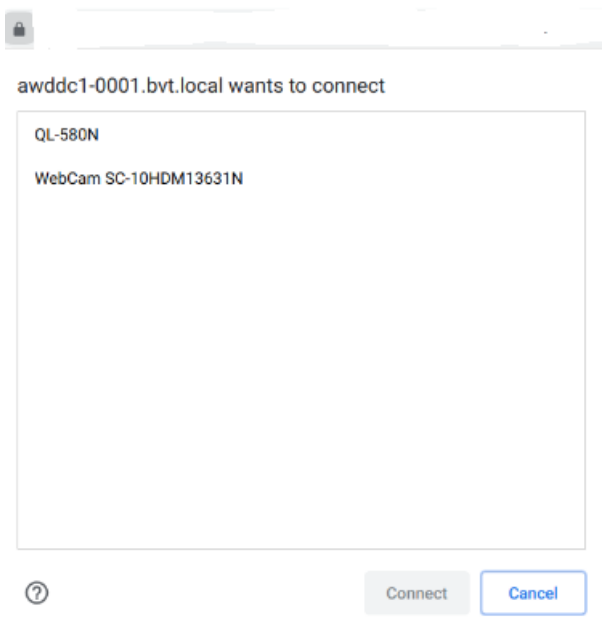 awddc1-0001.bvt.local wants to connect
QL-580N
WebCam SC-10HDM13631N
Connect
Cancel